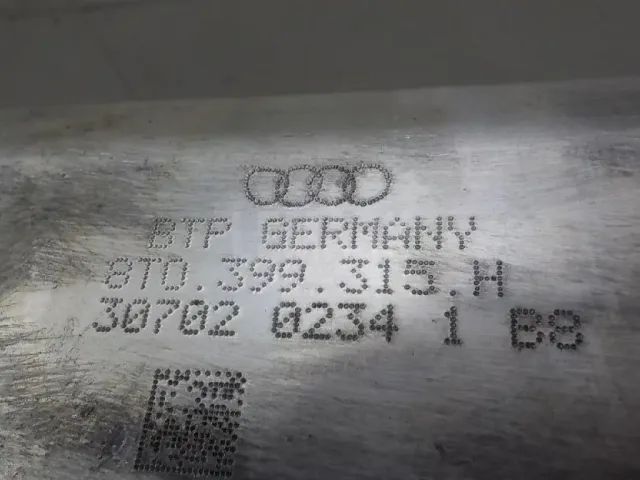 BTP GERMANY
8T0.399.315.H
30702 0234 1 B8